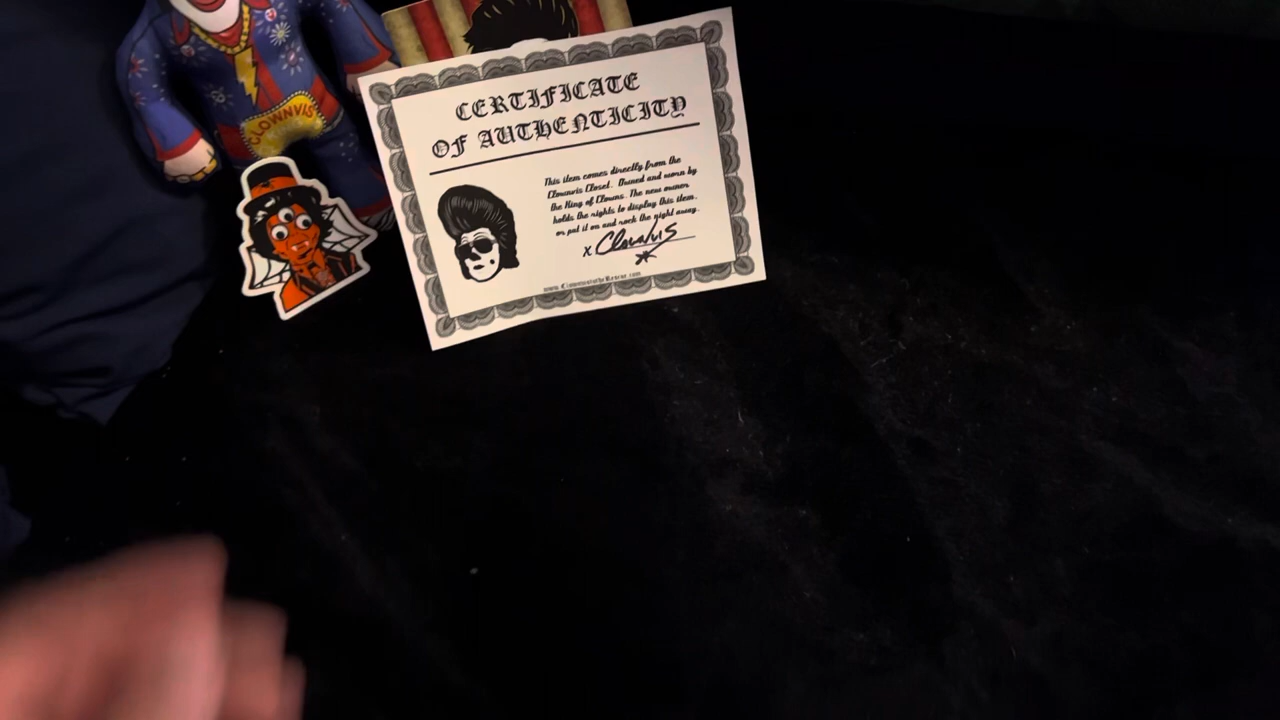 CLOWNVIS
CERTIFICATE
OF AUTHENTICITY
This item comes directly from the
Clownvis Closet. Owned and worn by
the King of Clowns. The new owner
holds the rights to display this item,
or put it on and rock the night away.
x Clownvis